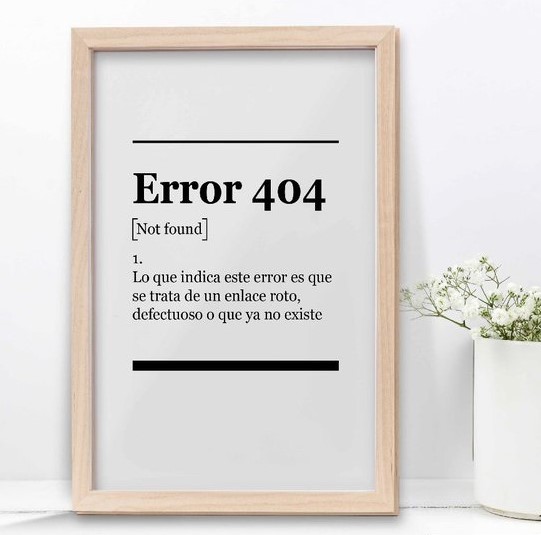 Error 404
[Not found]
1.
Lo que indica este error es que
se trata de un enlace roto,
defectuoso o que ya no existe